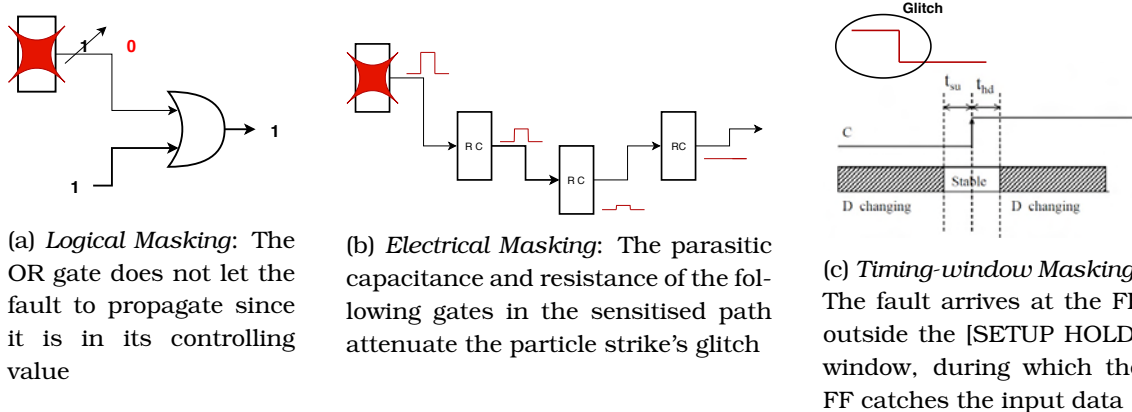 1
0
1
1
R C
R C
RC
Glitch
t_su
t_hd
C
Stable
D changing
D changing
(a) Logical Masking: The
OR gate does not let the
fault to propagate since
it is in its controlling
value
(b) Electrical Masking: The parasitic
capacitance and resistance of the fol-
lowing gates in the sensitised path
attenuate the particle strike's glitch
(c) Timing-window Masking
The fault arrives at the FF
outside the [SETUP HOLD
window, during which the
FF catches the input data